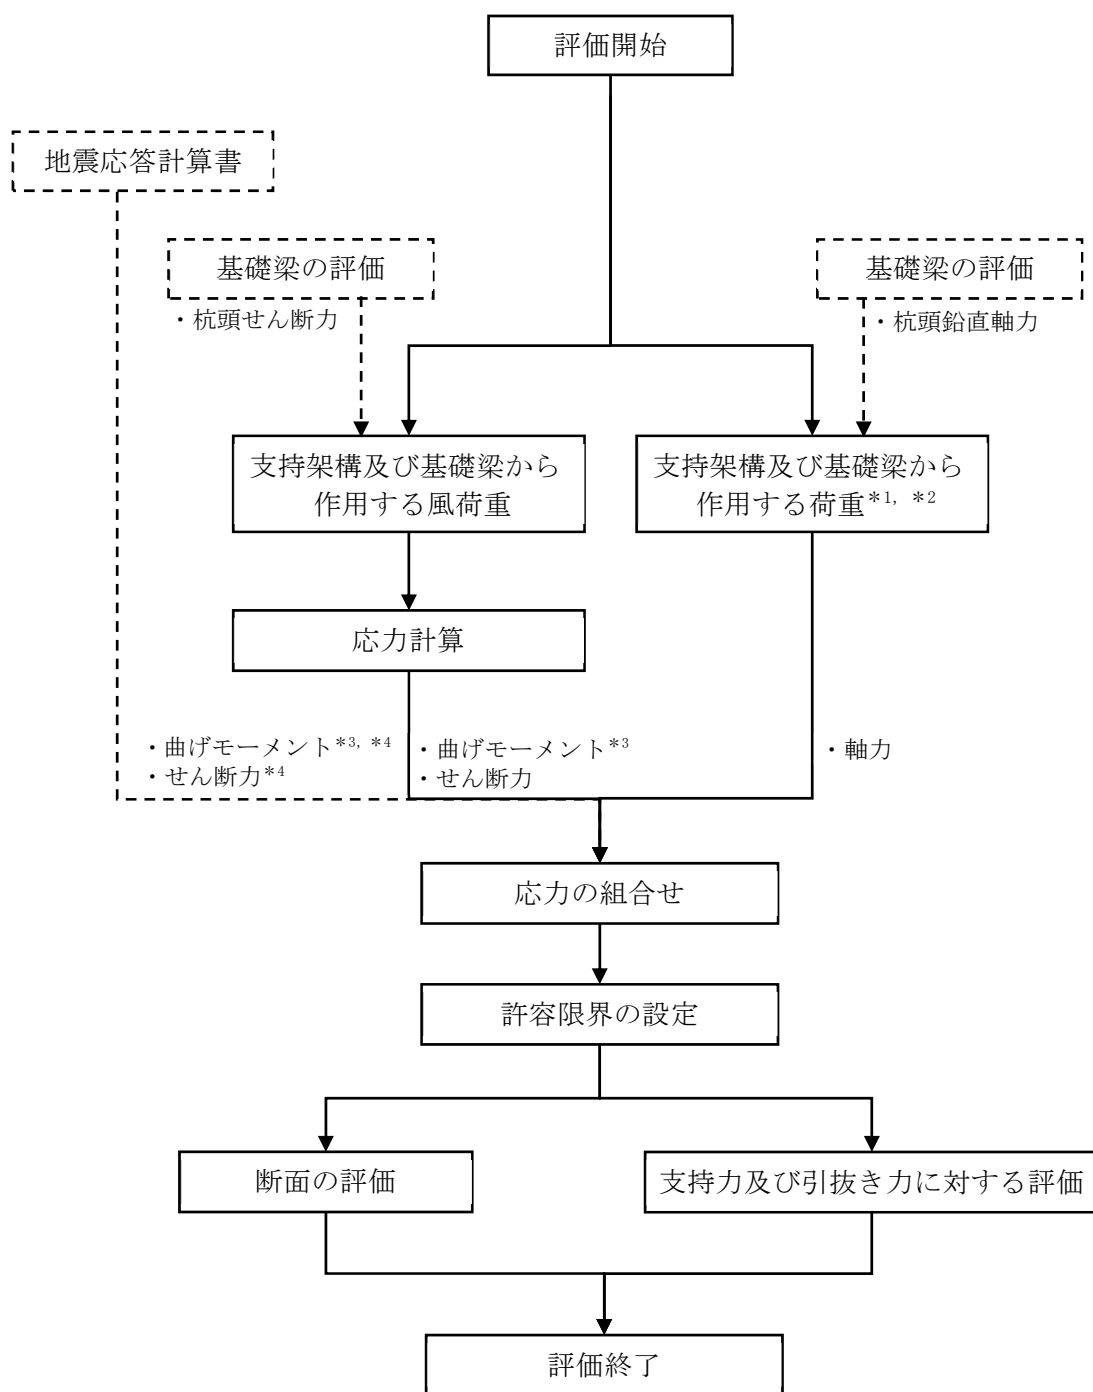 評価開始
地震応答計算書
基礎梁の評価
・杭頭せん断力
基礎梁の評価
・杭頭鉛直軸力
支持架構及び基礎梁から
作用する風荷重
支持架構及び基礎梁から
作用する荷重*1, *2
応力計算
・曲げモーメント*3, *4
・せん断力*4
・曲げモーメント*3
・せん断力
・軸力
応力の組合せ
許容限界の設定
断面の評価
支持力及び引抜き力に対する評価
評価終了